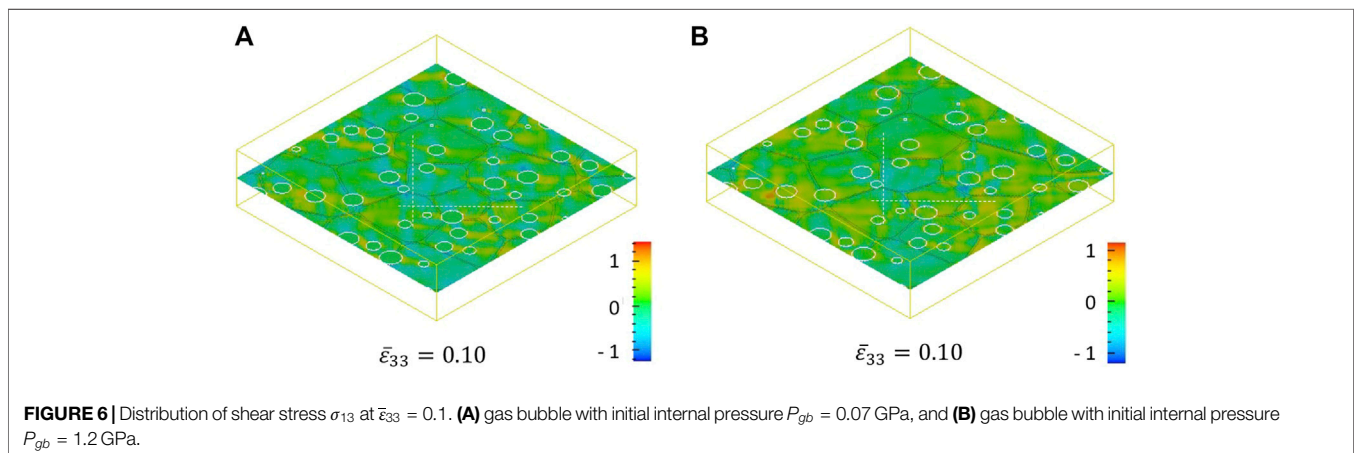 A
B
1
0
- 1
1
0
- 1
ε̄₃₃ = 0.10
ε̄₃₃ = 0.10
FIGURE 6 | Distribution of shear stress σ₁₃ at ε̄₃₃ = 0.1. (A) gas bubble with initial internal pressure P_gb = 0.07 GPa, and (B) gas bubble with initial internal pressure
P_gb = 1.2 GPa.